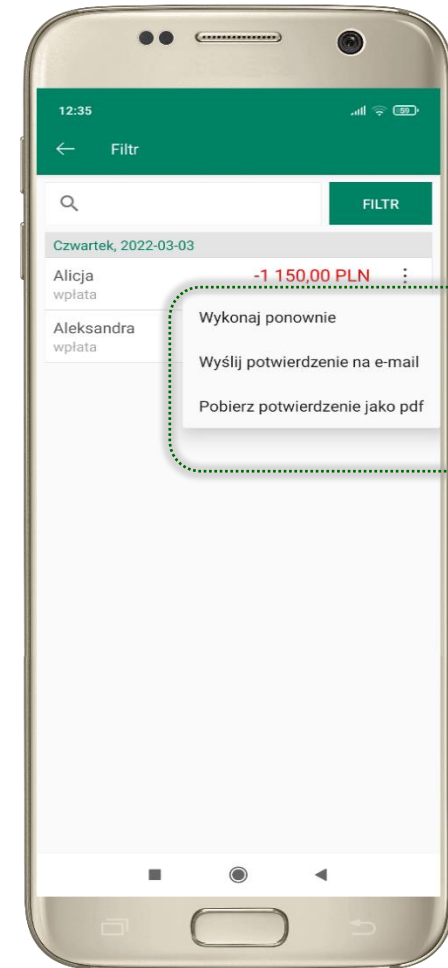 12:35
59
Filtr
FILTR
Czwartek, 2022-03-03
Alicja
-1 150,00 PLN
wpłata
Aleksandra
wpłata
Wykonaj ponownie
Wyślij potwierdzenie na e-mail
Pobierz potwierdzenie jako pdf